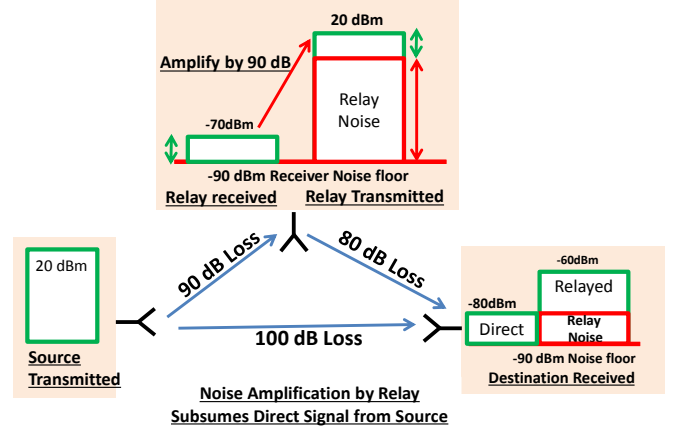 20 dBm
Amplify by 90 dB
Relay
Noise
-70dBm
-90 dBm Receiver Noise floor
Relay received Relay Transmitted
90 dB Loss
80 dB Loss
20 dBm
-60dBm
Relayed
-80dBm
Direct
Relay
Noise
100 dB Loss
-90 dBm Noise floor
Source
Transmitted
Destination Received
Noise Amplification by Relay
Subsumes Direct Signal from Source